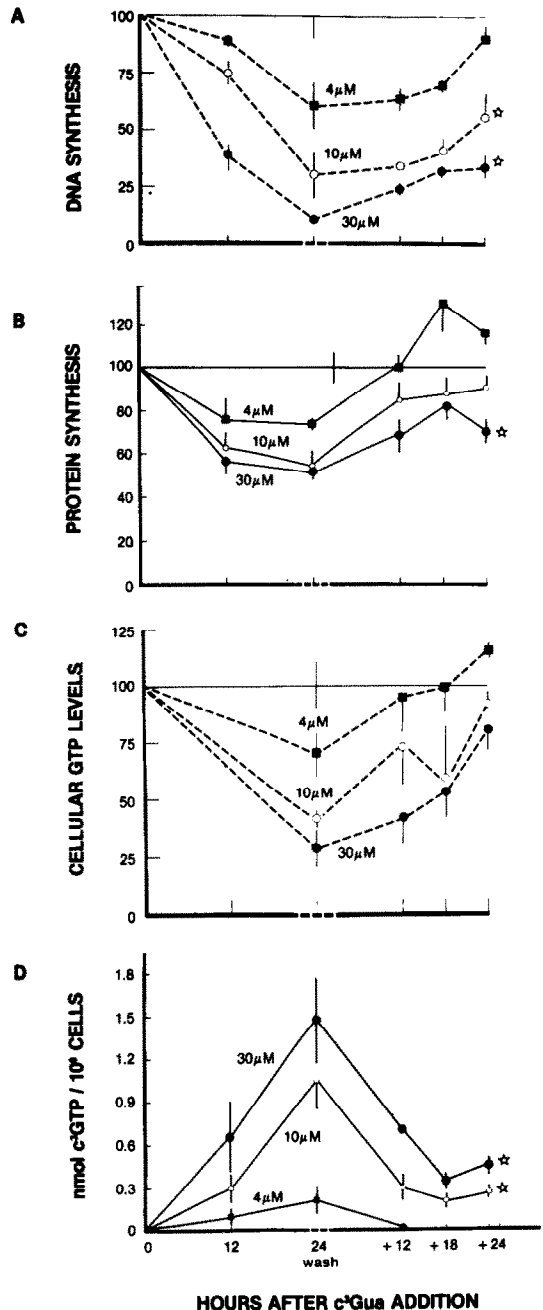 A
DNA SYNTHESIS
100
75
50
25
0
4μM
10μM
30μM
☆
☆
B
PROTEIN SYNTHESIS
120
100
80
60
40
20
0
4μM
10μM
30μM
☆
C
CELLULAR GTP LEVELS
125
100
75
50
25
0
4μM
10μM
30μM
D
nmol c³GTP / 10⁶ CELLS
1.8
1.5
1.2
0.9
0.6
0.3
0
30μM
10μM
4μM
☆
☆
0 12 24 + 12 + 18 + 24
wash
HOURS AFTER c³Gua ADDITION